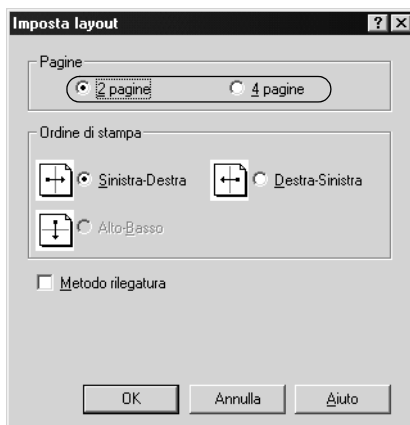 Imposta layout
Pagine
2 pagine 4 pagine
Ordine di stampa
Sinistra-Destra Destra-Sinistra
Alto-Basso
Metodo rilegatura
OK Annulla Aiuto